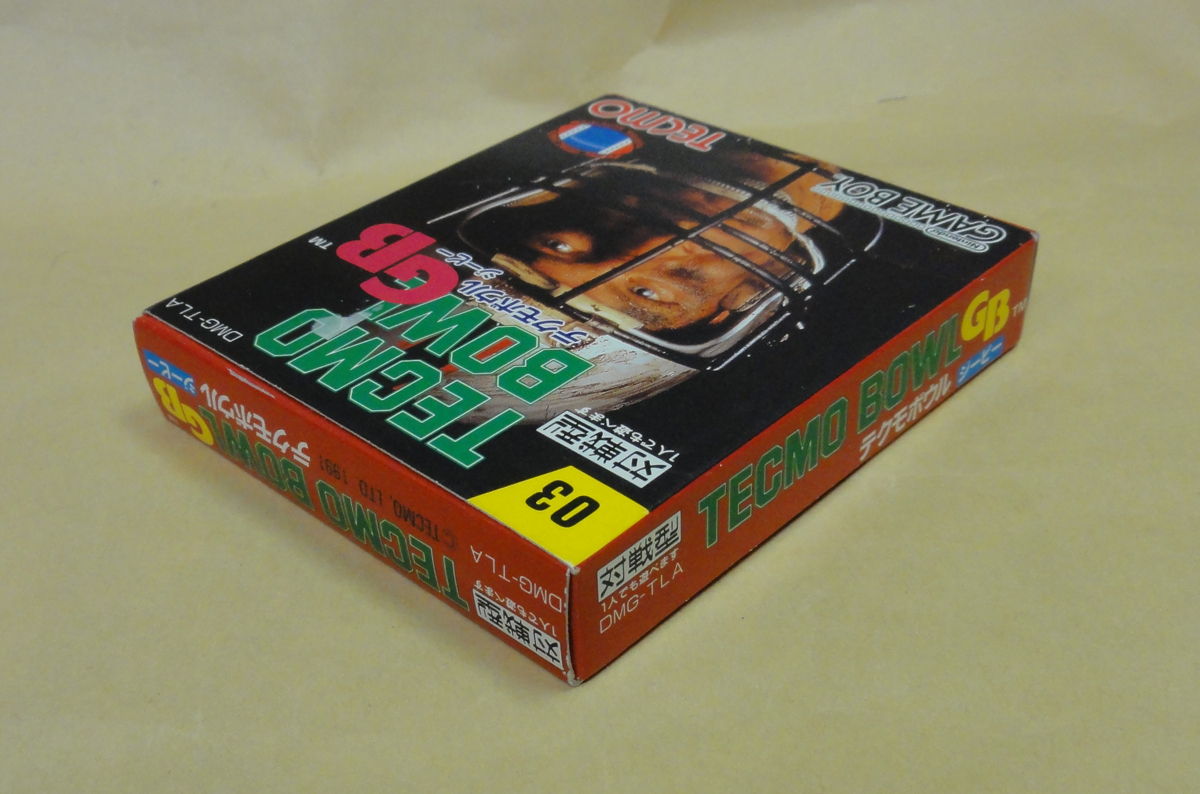 TECMO
Nintendo
GAME BOY
TECMO
BOWL
GB
TM
テクモボウル
ジービー
DMG-TLA
対戦型
1人でも遊べます
03
TECMO BOWL GB
TM
テクモボウル
ジービー
対戦型
1人でも遊べます
DMG-TLA
TECMO BOWL GB
テクモボウル
ジービー
© TECMO, LTD 1991
DMG-TLA
対戦型
1人でも遊べます